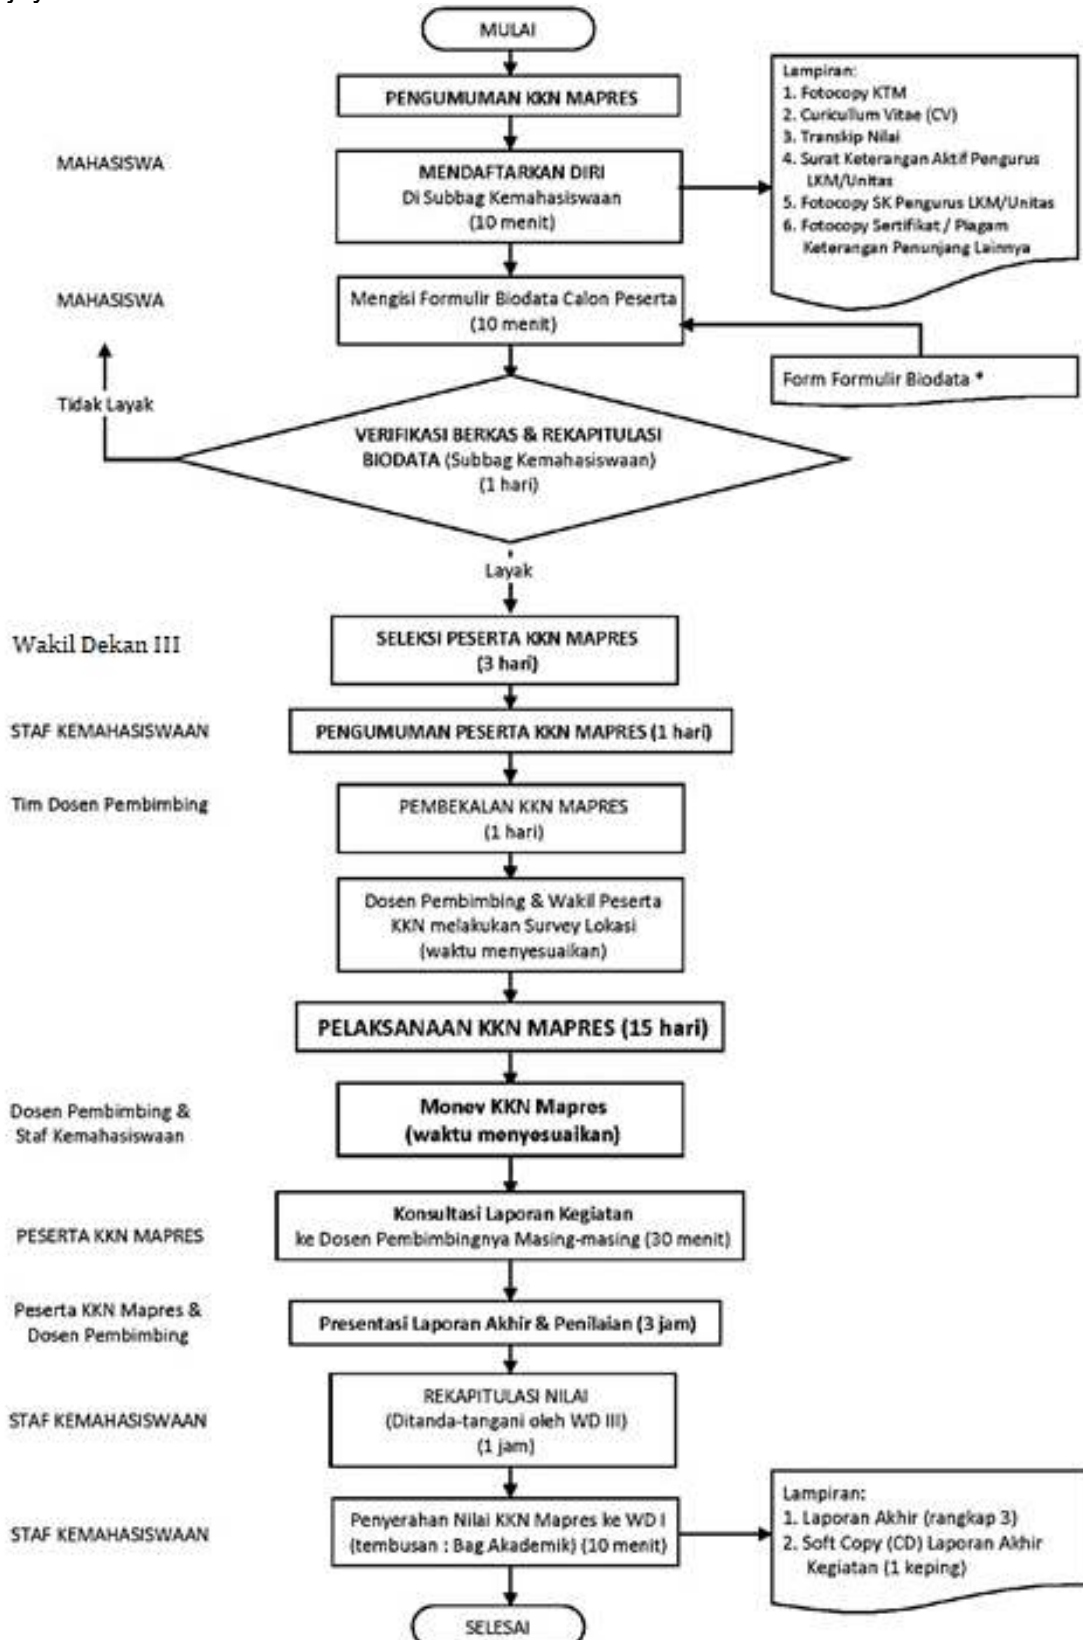 MULAI
PENGUMUMAN KKN MAPRES
MAHASISWA
MENDAFTARKAN DIRI
Di Subbag Kemahasiswaan
(10 menit)
Lampiran:
1. Fotocopy KTM
2. Curicullum Vitae (CV)
3. Transkip Nilai
4. Surat Keterangan Aktif Pengurus
LKM/Unitas
5. Fotocopy SK Pengurus LKM/Unitas
6. Fotocopy Sertifikat / Piagam
Keterangan Penunjang Lainnya
MAHASISWA
Mengisi Formulir Biodata Calon Peserta
(10 menit)
Form Formulir Biodata *
Tidak Layak
VERIFIKASI BERKAS & REKAPITULASI
BIODATA (Subbag Kemahasiswaan)
(1 hari)
Layak
Wakil Dekan III
SELEKSI PESERTA KKN MAPRES
(3 hari)
STAF KEMAHASISWAAN
PENGUMUMAN PESERTA KKN MAPRES (1 hari)
Tim Dosen Pembimbing
PEMBEKALAN KKN MAPRES
(1 hari)
Dosen Pembimbing & Wakil Peserta
KKN melakukan Survey Lokasi
(waktu menyesuaikan)
PELAKSANAAN KKN MAPRES (15 hari)
Dosen Pembimbing &
Staf Kemahasiswaan
Monev KKN Mapres
(waktu menyesuaikan)
PESERTA KKN MAPRES
Konsultasi Laporan Kegiatan
ke Dosen Pembimbingnya Masing-masing (30 menit)
Peserta KKN Mapres &
Dosen Pembimbing
Presentasi Laporan Akhir & Penilaian (3 jam)
STAF KEMAHASISWAAN
REKAPITULASI NILAI
(Ditanda-tangani oleh WD III)
(1 jam)
STAF KEMAHASISWAAN
Penyerahan Nilai KKN Mapres ke WD I
(tembusan : Bag Akademik) (10 menit)
Lampiran:
1. Laporan Akhir (rangkap 3)
2. Soft Copy (CD) Laporan Akhir
Kegiatan (1 keping)
SELESAI